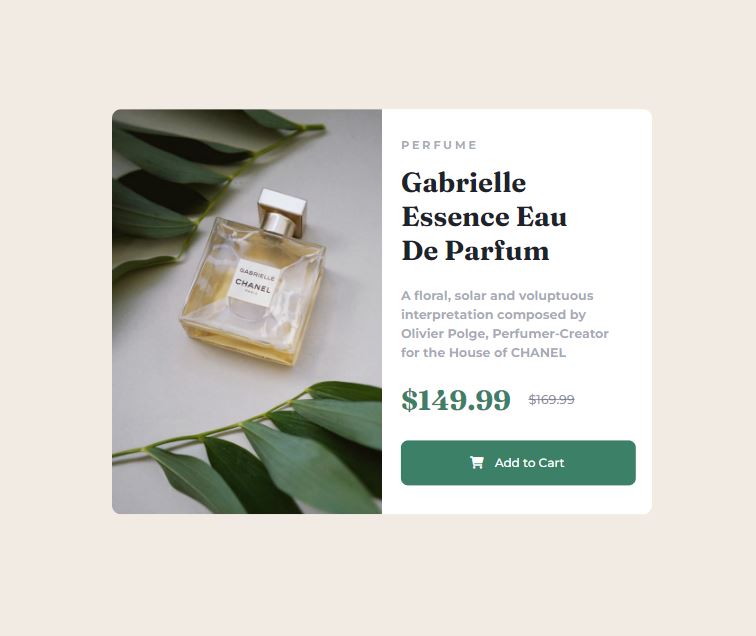 GABRIELLE
CHANEL
PARIS
PERFUME
Gabrielle
Essence Eau
De Parfum
A floral, solar and voluptuous
interpretation composed by
Olivier Polge, Perfumer-Creator
for the House of CHANEL
$149.99 $169.99
Add to Cart